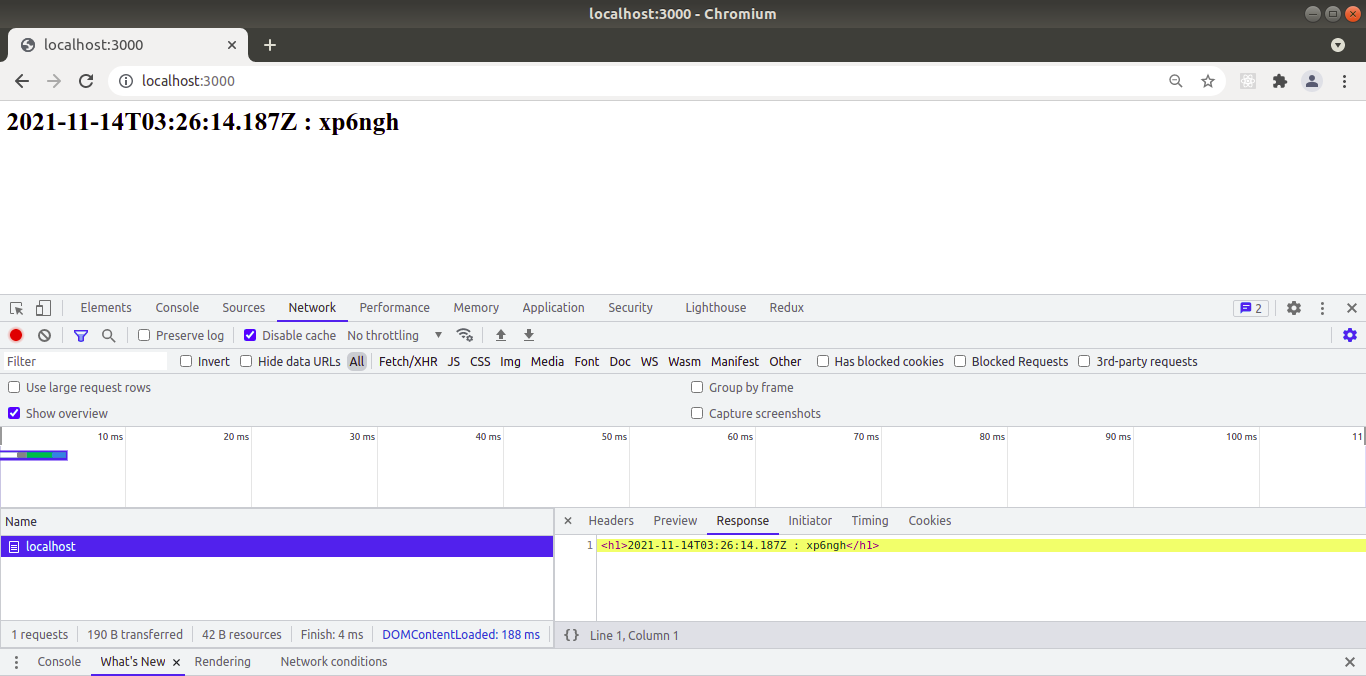 localhost:3000 - Chromium
localhost:3000
localhost:3000
2021-11-14T03:26:14.187Z : xp6ngh
Elements Console Sources Network Performance Memory Application Security Lighthouse Redux 2
Preserve log Disable cache No throttling
Filter Invert Hide data URLs All Fetch/XHR JS CSS Img Media Font Doc WS Wasm Manifest Other Has blocked cookies Blocked Requests 3rd-party requests
Use large request rows Group by frame
Show overview Capture screenshots
10 ms 20 ms 30 ms 40 ms 50 ms 60 ms 70 ms 80 ms 90 ms 100 ms 11
Name Headers Preview Response Initiator Timing Cookies
localhost 1 <h1>2021-11-14T03:26:14.187Z : xp6ngh</h1>
1 requests 190 B transferred 42 B resources Finish: 4 ms DOMContentLoaded: 188 ms {} Line 1, Column 1
Console What's New Rendering Network conditions